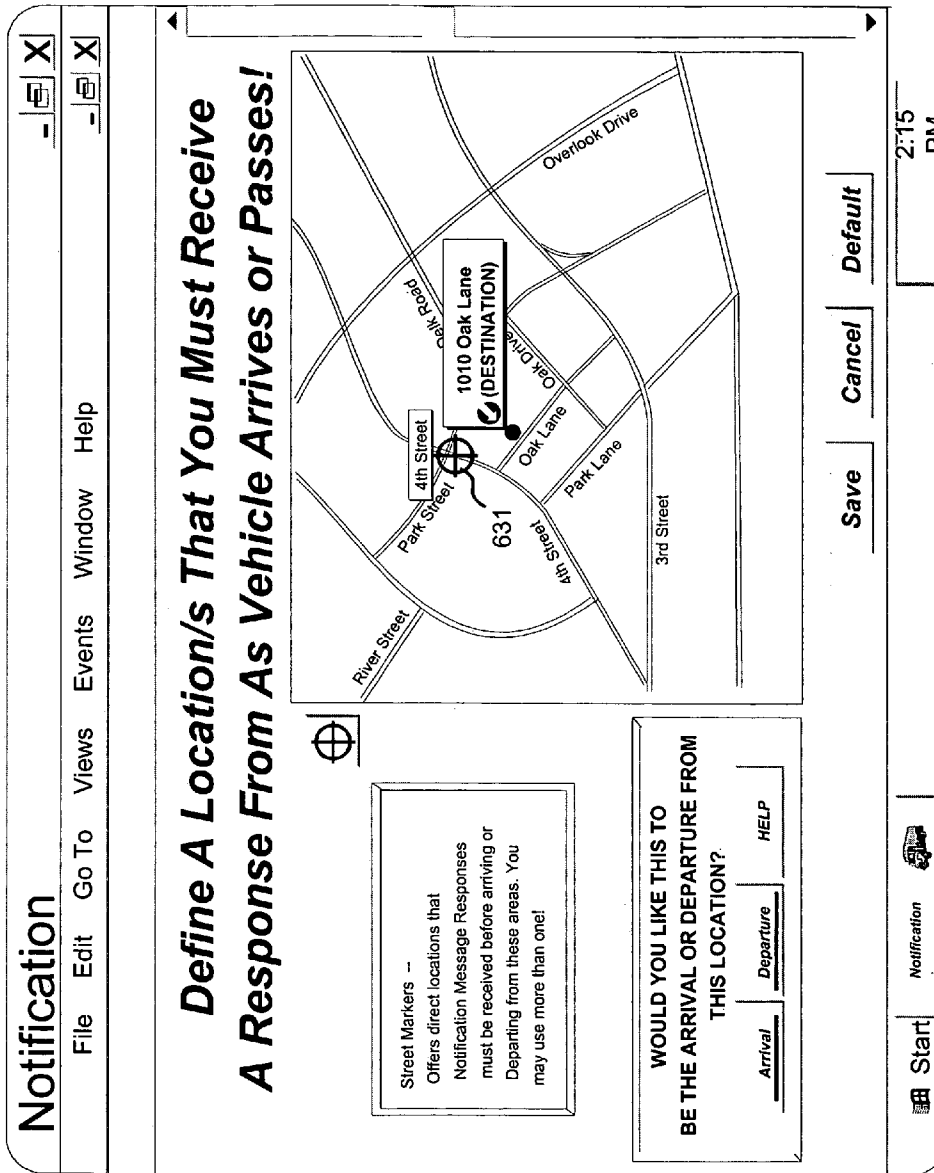 Notification
File Edit Go To Views Events Window Help
Define A Location/s That You Must Receive
A Response From As Vehicle Arrives or Passes!
Street Markers --
Offers direct locations that
Notification Message Responses
must be received before arriving or
Departing from these areas. You
may use more than one!
WOULD YOU LIKE THIS TO
BE THE ARRIVAL OR DEPARTURE FROM
THIS LOCATION?
Arrival Departure HELP
River Street
Park Street
4th Street
631
1010 Oak Lane
(DESTINATION)
Road
Oak Drive
Oak Lane
Park Lane
4th Street
3rd Street
Overlook Drive
Save Cancel Default
Start Notification 2:15
PM